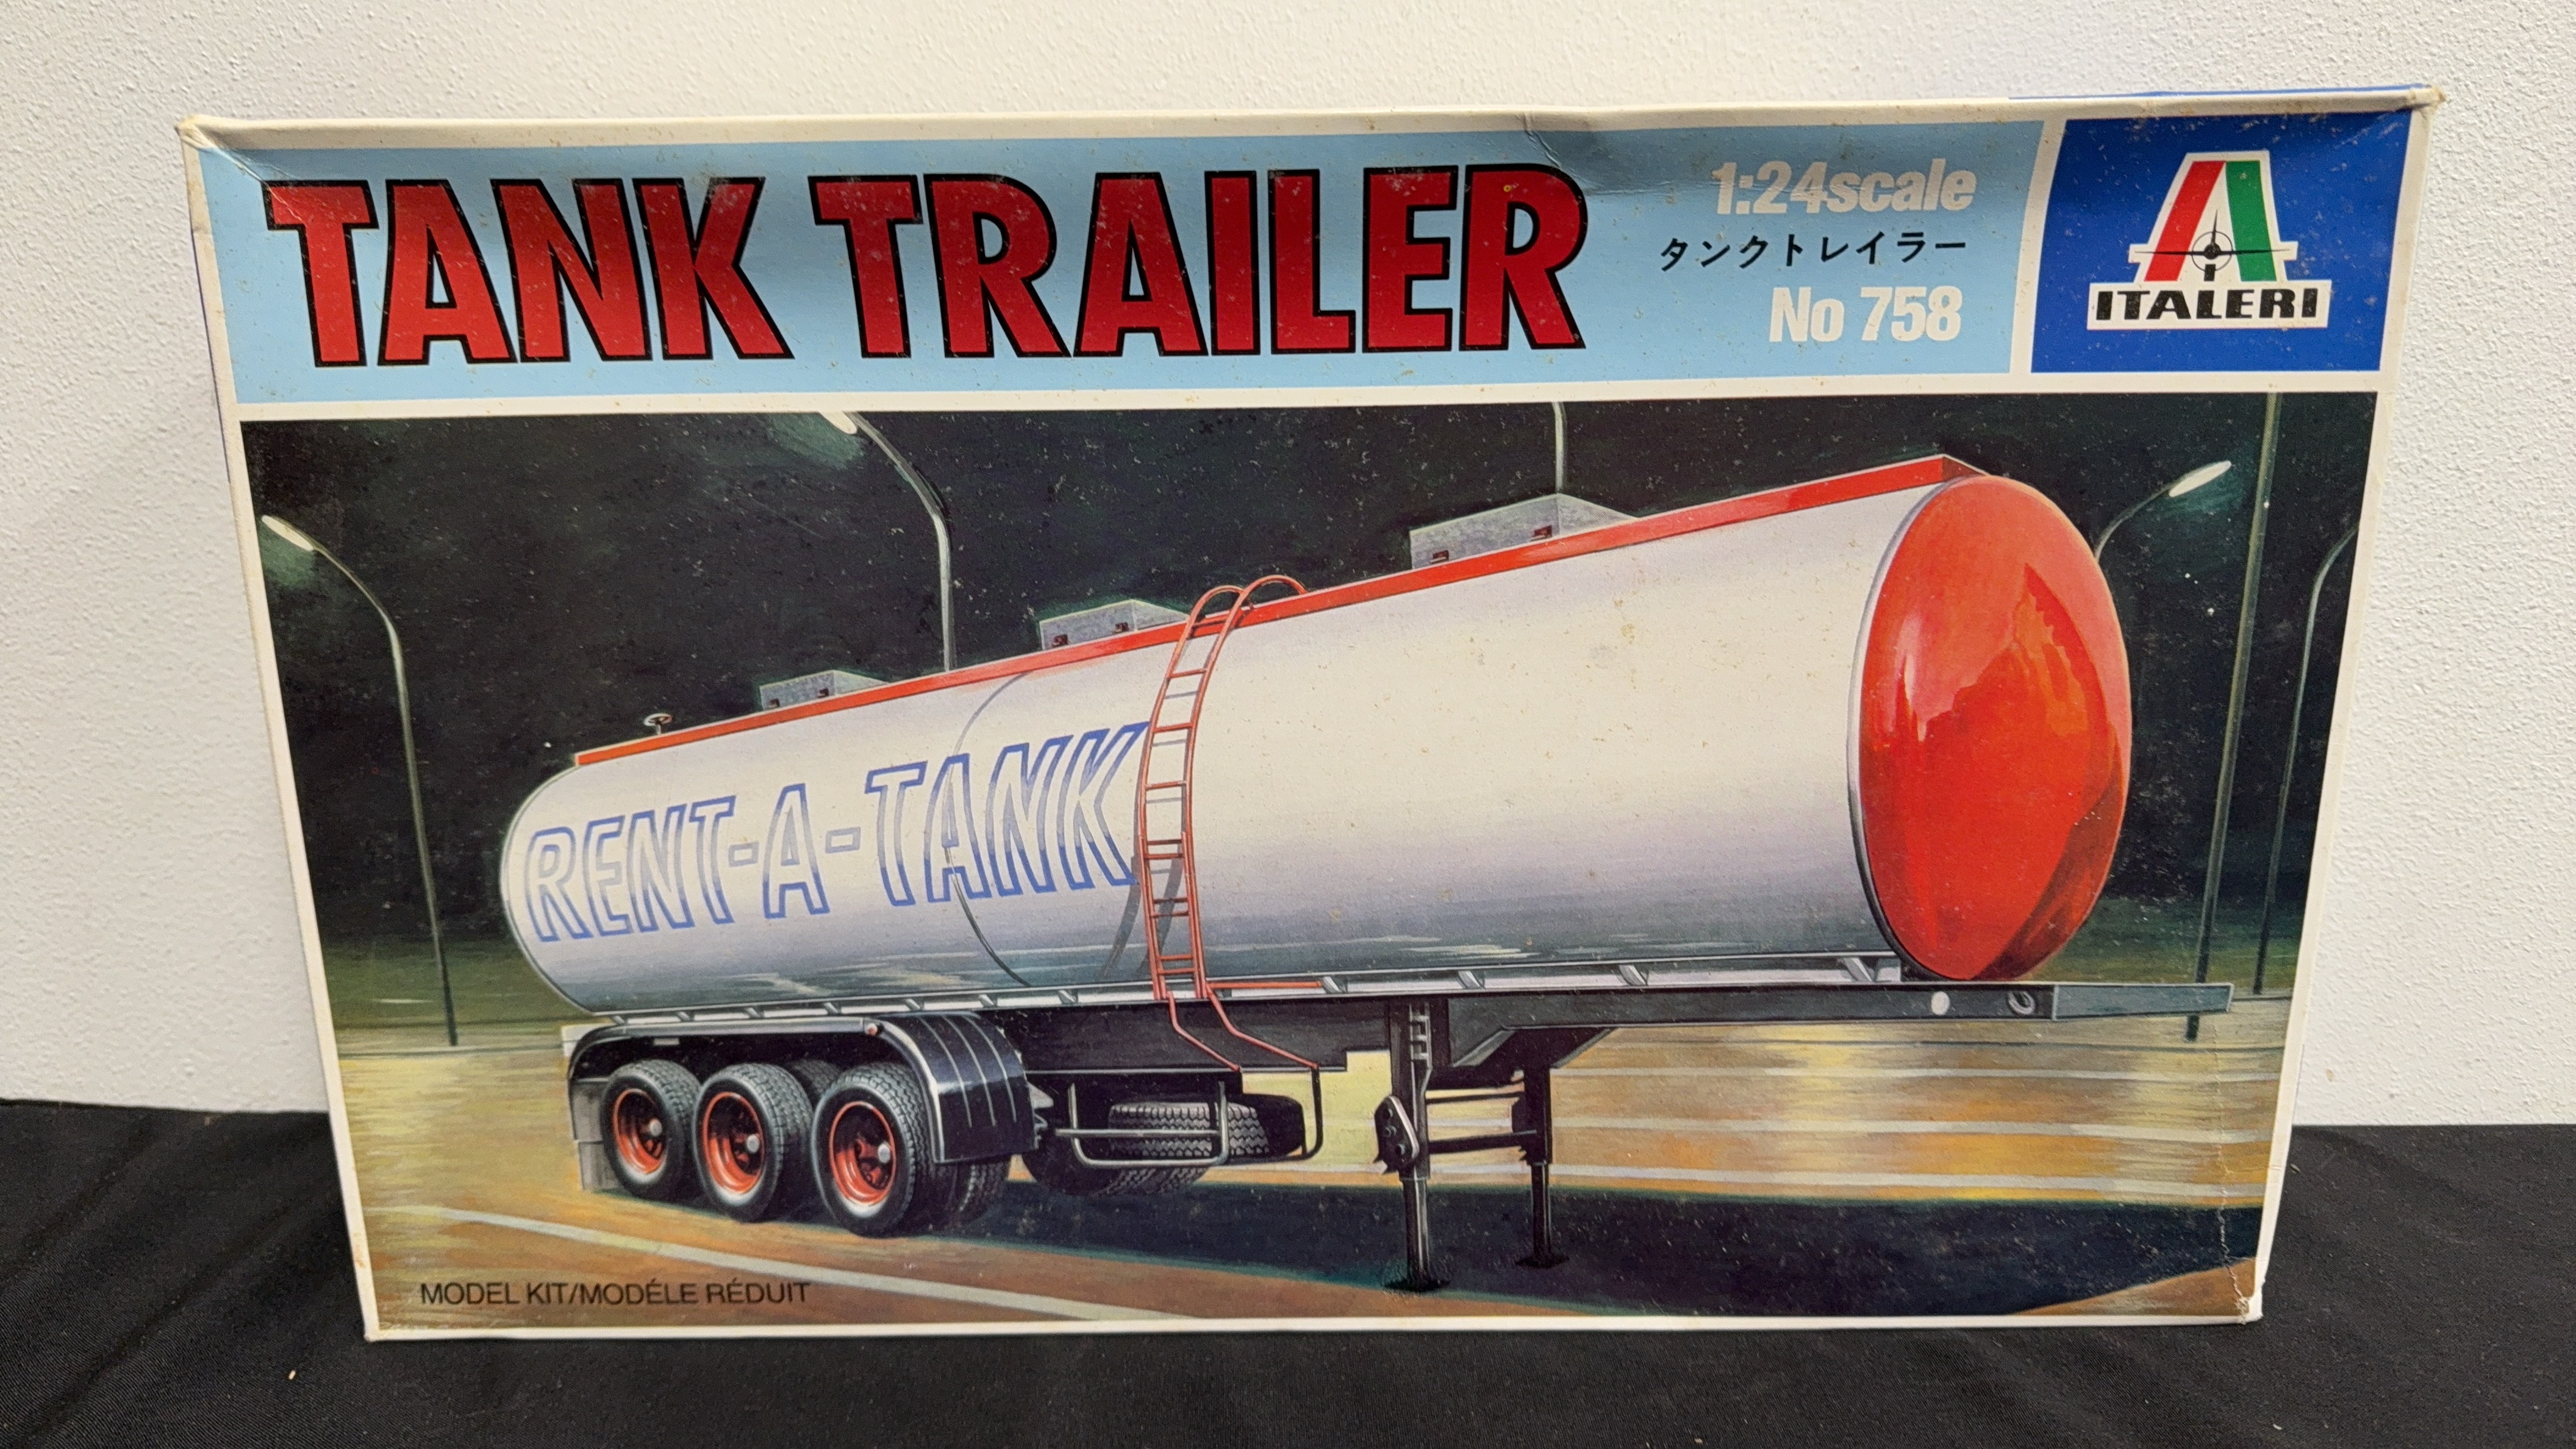 TANK TRAILER
1:24scale
タンクトレイラー
No 758
ITALERI
RENT-A-TANK
MODEL KIT/MODÉLE RÉDUIT